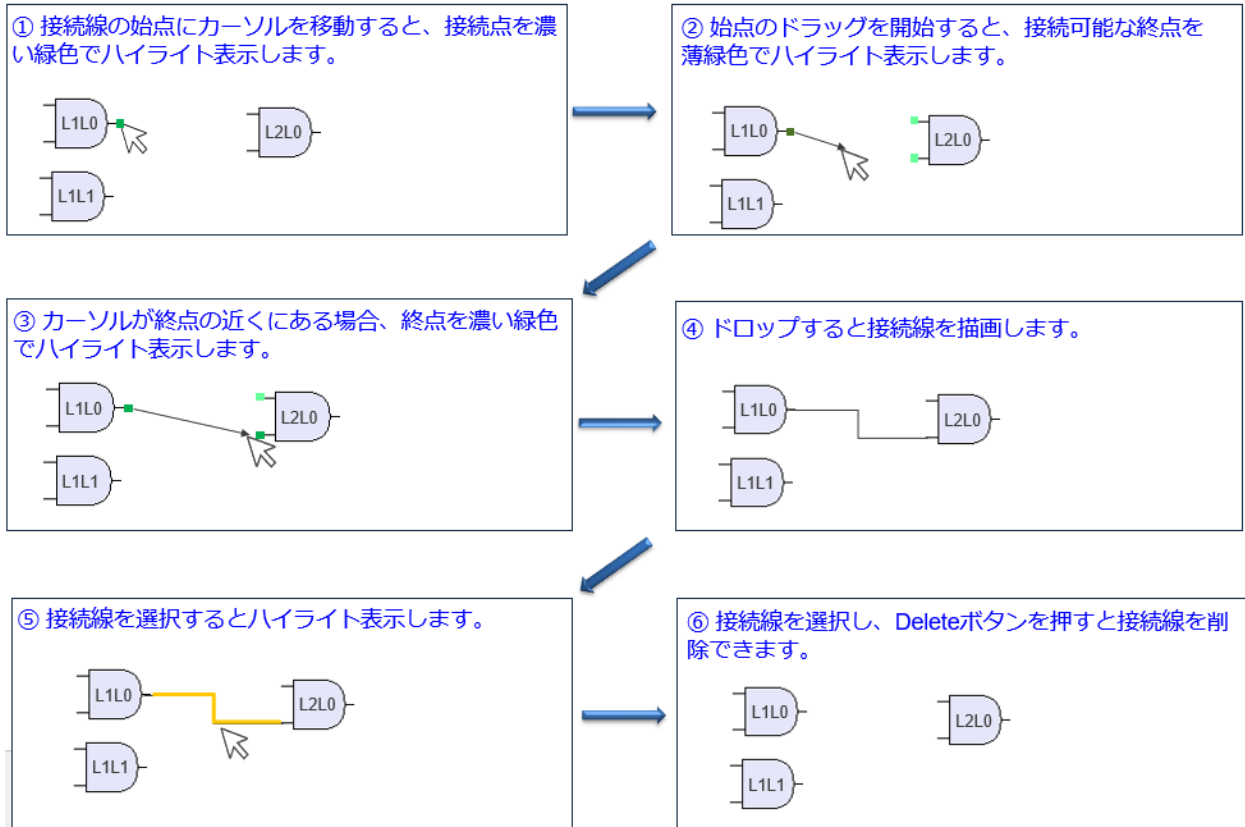 ① 接続線の始点にカーソルを移動すると、接続点を濃
い緑色でハイライト表示します。
L1L0
L2L0
L1L1
② 始点のドラッグを開始すると、接続可能な終点を
薄緑色でハイライト表示します。
L1L0
L2L0
L1L1
③ カーソルが終点の近くにある場合、終点を濃い緑色
でハイライト表示します。
L1L0
L2L0
L1L1
④ ドロップすると接続線を描画します。
L1L0
L2L0
L1L1
⑤ 接続線を選択するとハイライト表示します。
L1L0
L2L0
L1L1
⑥ 接続線を選択し、Deleteボタンを押すと接続線を削
除できます。
L1L0
L2L0
L1L1